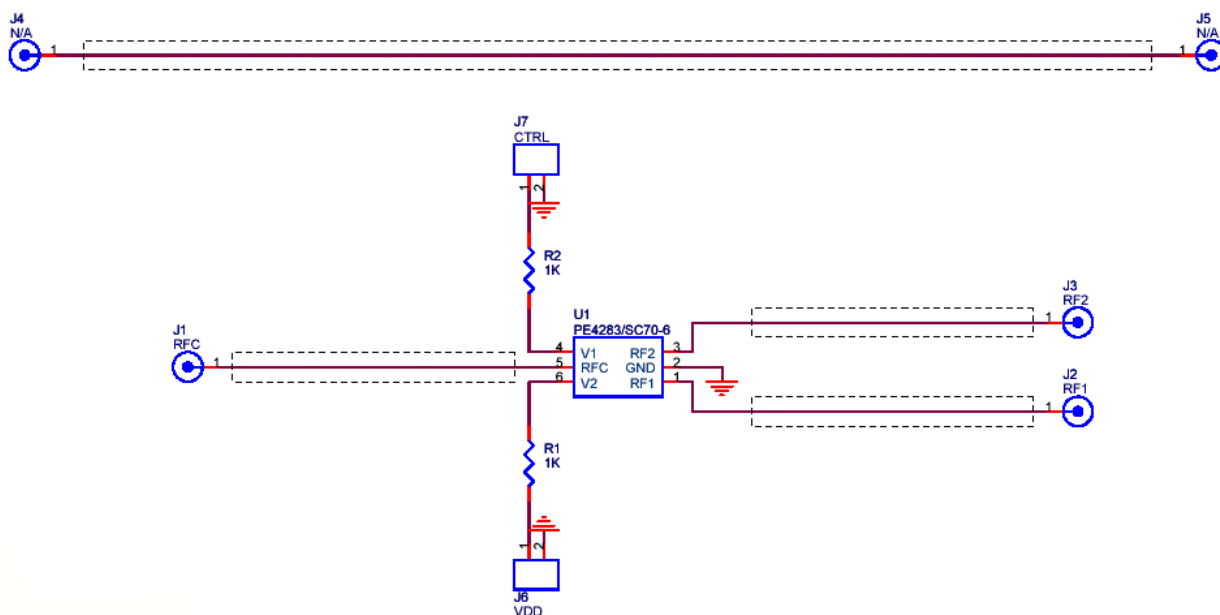 J4
N/A
1
J5
N/A
1
J7
CTRL
1
2
R2
1K
J3
RF2
1
U1
PE4283/SC70-6
J1
RFC
1
4
V1
RF2
3
5
RFC
GND
2
6
V2
RF1
1
J2
RF1
1
R1
1K
1
2
J6
VDD